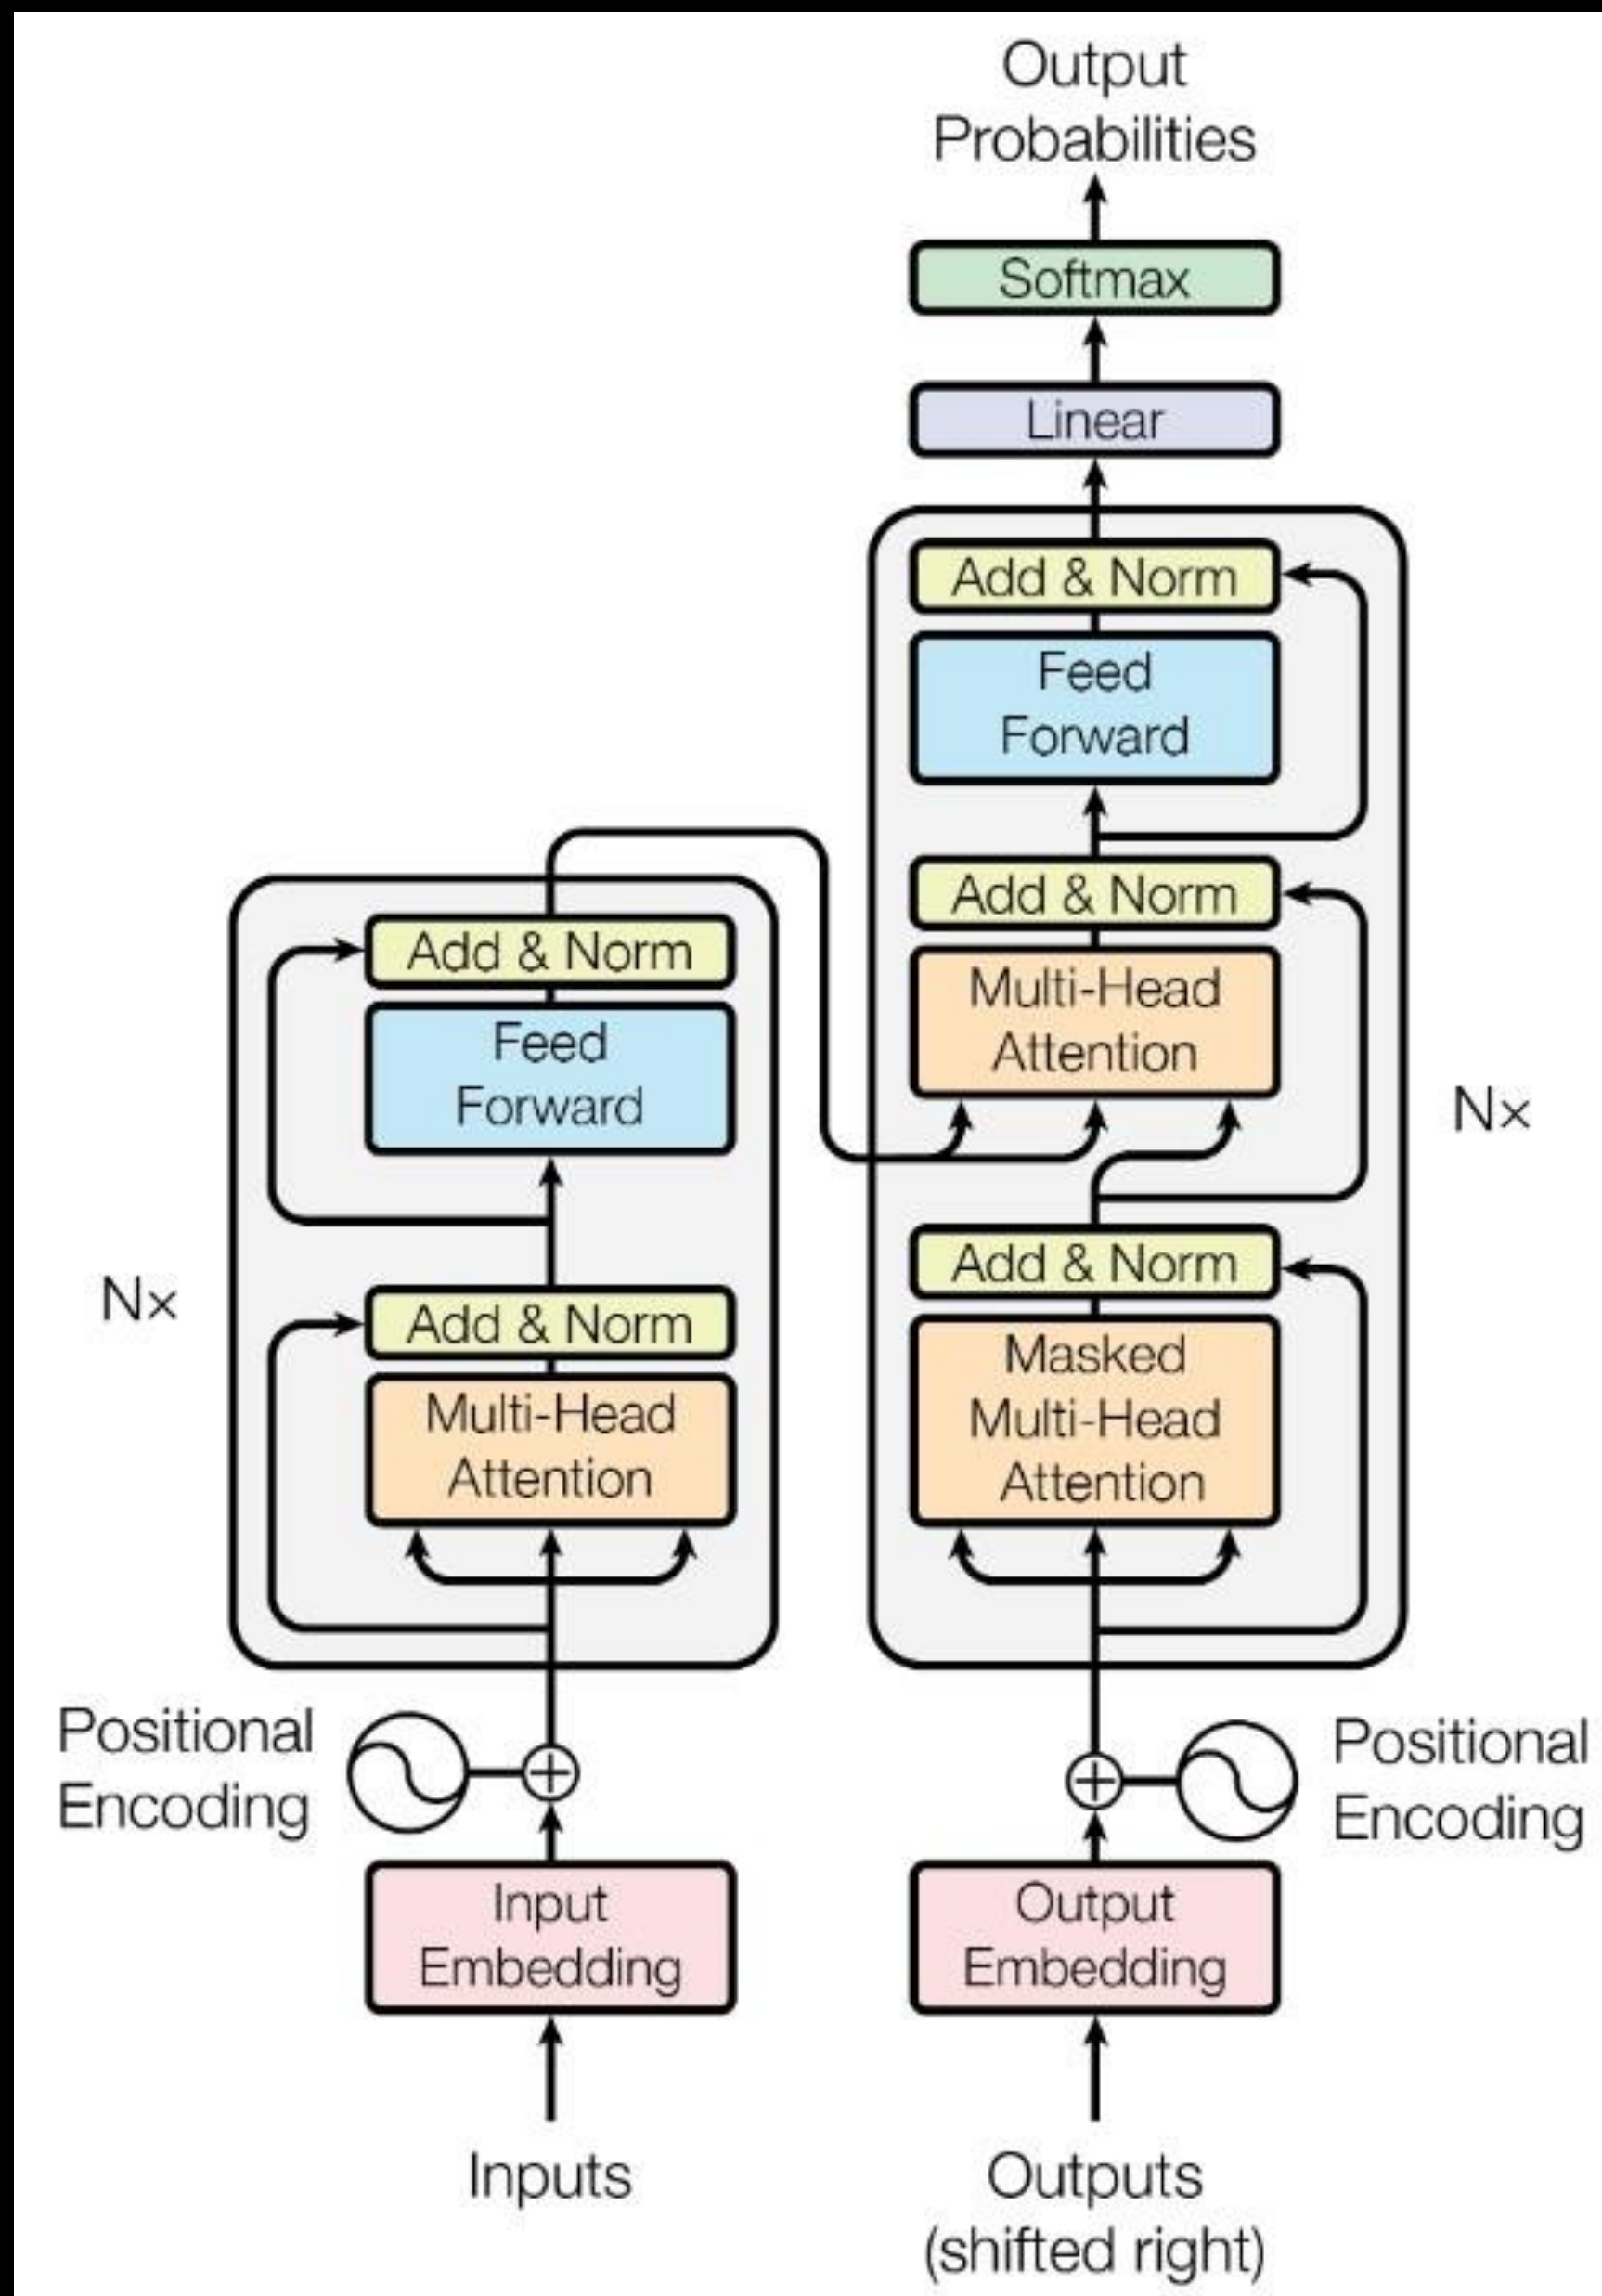 Output
Probabilities
Softmax
Linear
Add & Norm
Feed
Forward
Add & Norm
Multi-Head
Attention
Nx
Add & Norm
Masked
Multi-Head
Attention
Add & Norm
Feed
Forward
Nx
Add & Norm
Multi-Head
Attention
Positional
Encoding
Positional
Encoding
Input
Embedding
Output
Embedding
Inputs
Outputs
(shifted right)